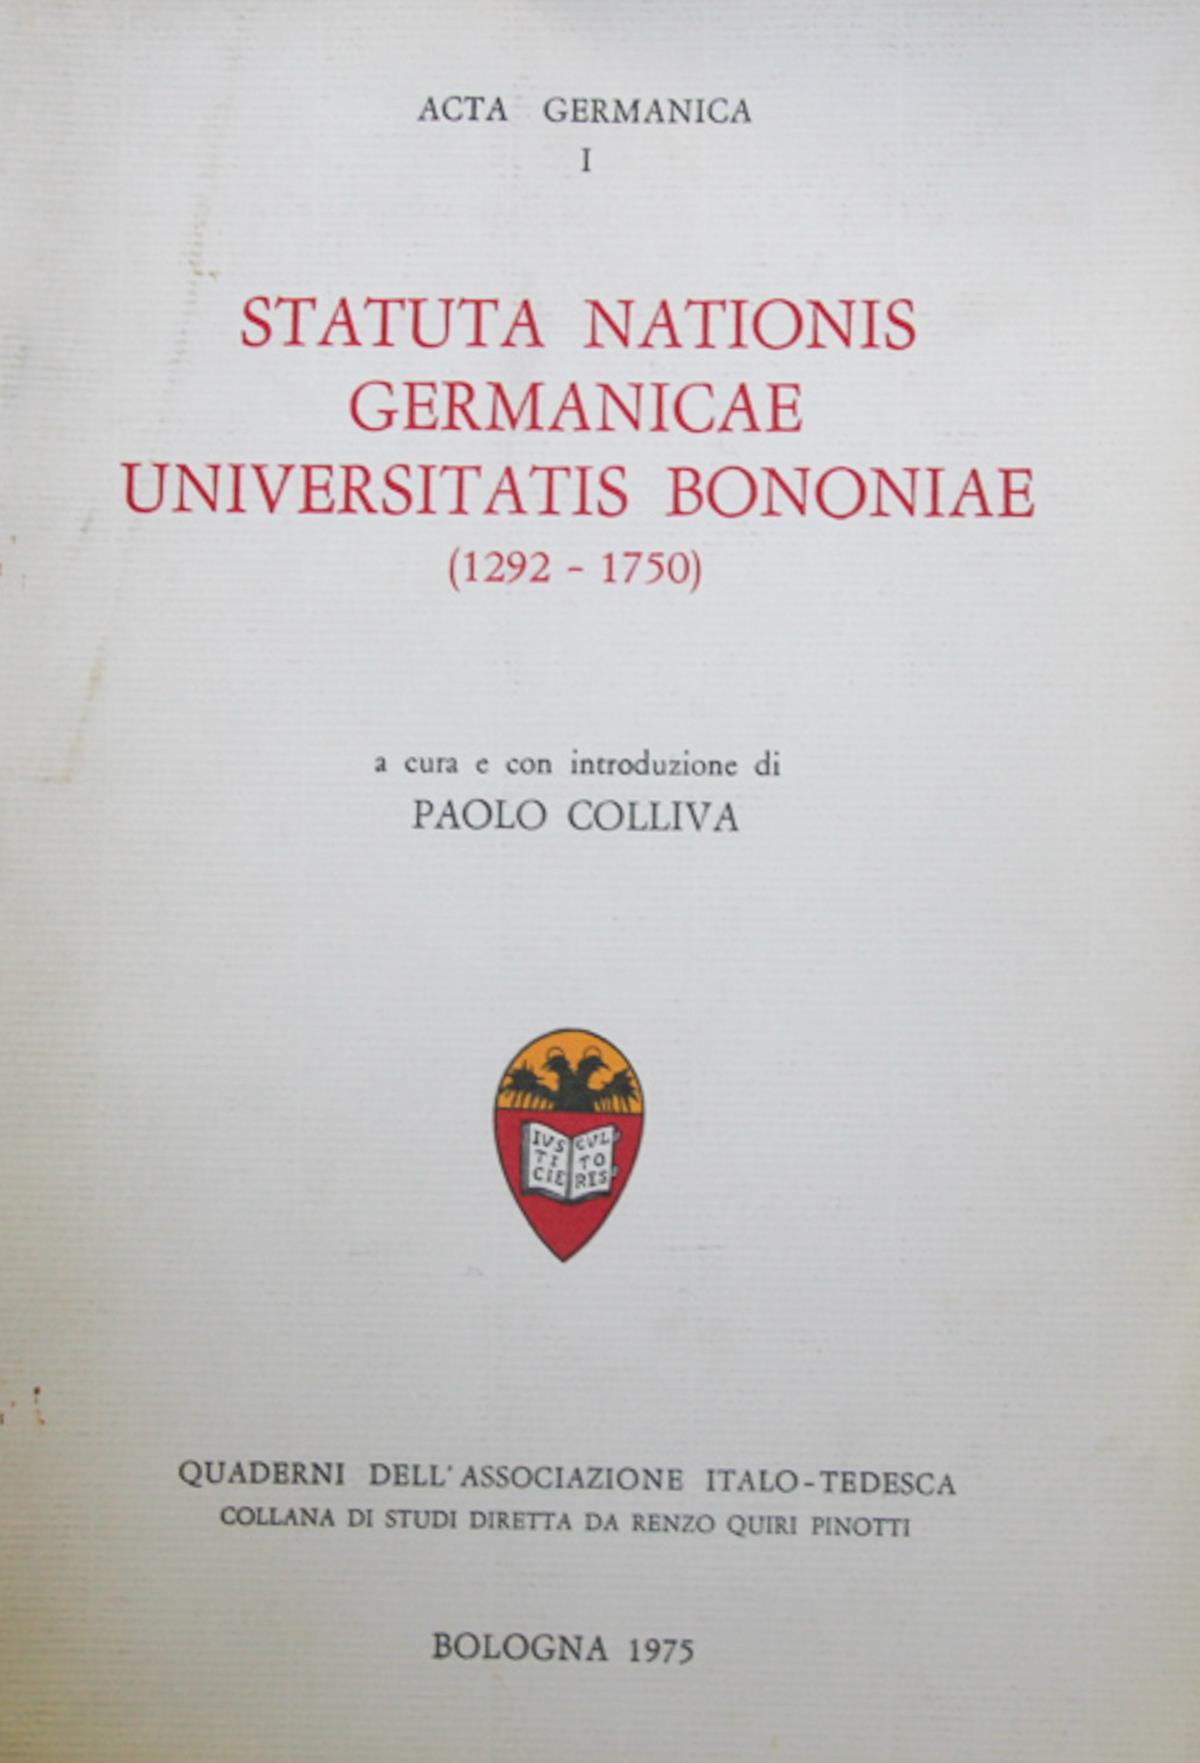 ACTA GERMANICA
I
STATUTA NATIONIS
GERMANICAE
UNIVERSITATIS BONONIAE
(1292 - 1750)
a cura e con introduzione di
PAOLO COLLIVA
IVS CVL
TI TO
CIE RES
QUADERNI DELL'ASSOCIAZIONE ITALO-TEDESCA
COLLANA DI STUDI DIRETTA DA RENZO QUIRI PINOTTI
BOLOGNA 1975